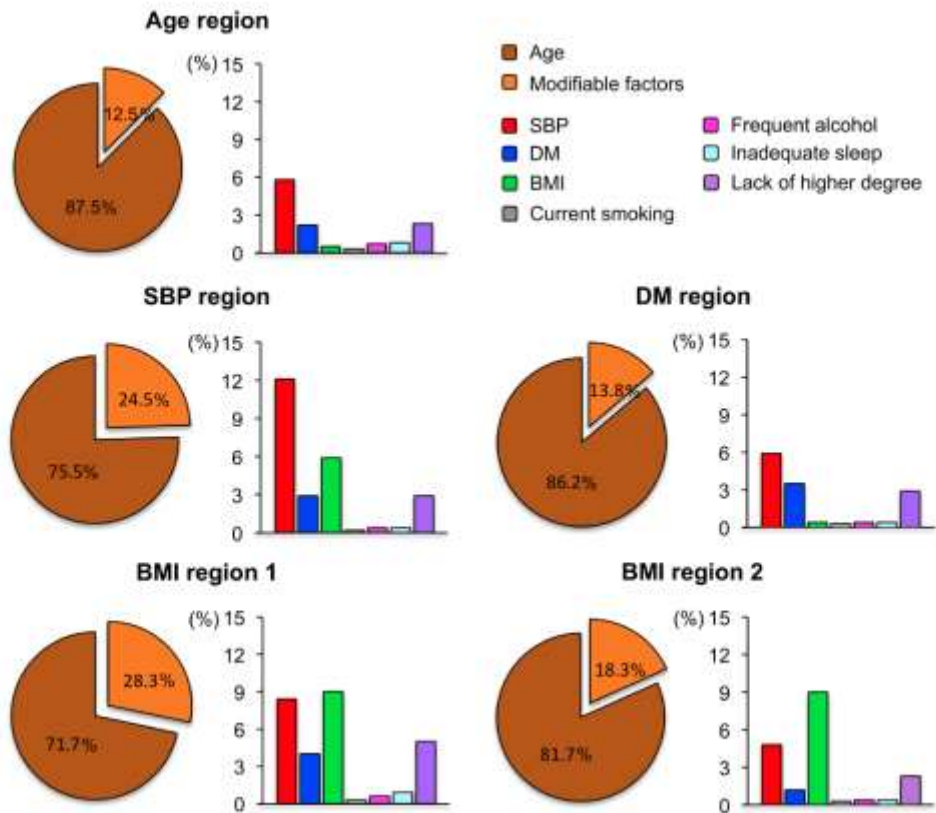 Age region
(%) 15
12
9
6
3
0
12.5%
87.5%
Age
Modifiable factors
SBP
DM
BMI
Current smoking
Frequent alcohol
Inadequate sleep
Lack of higher degree
SBP region
(%) 15
12
9
6
3
0
24.5%
75.5%
DM region
(%) 15
12
9
6
3
0
13.8%
86.2%
BMI region 1
(%) 15
12
9
6
3
0
28.3%
71.7%
BMI region 2
(%) 15
12
9
6
3
0
18.3%
81.7%